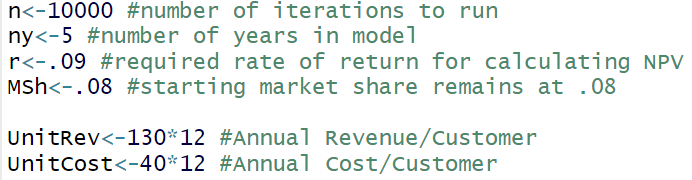 n<-10000 #number of iterations to run
ny<-5 #number of years in model
r<-.09 #required rate of return for calculating NPV
MSh<-.08 #starting market share remains at .08
UnitRev<-130*12 #Annual Revenue/Customer
UnitCost<-40*12 #Annual Cost/Customer